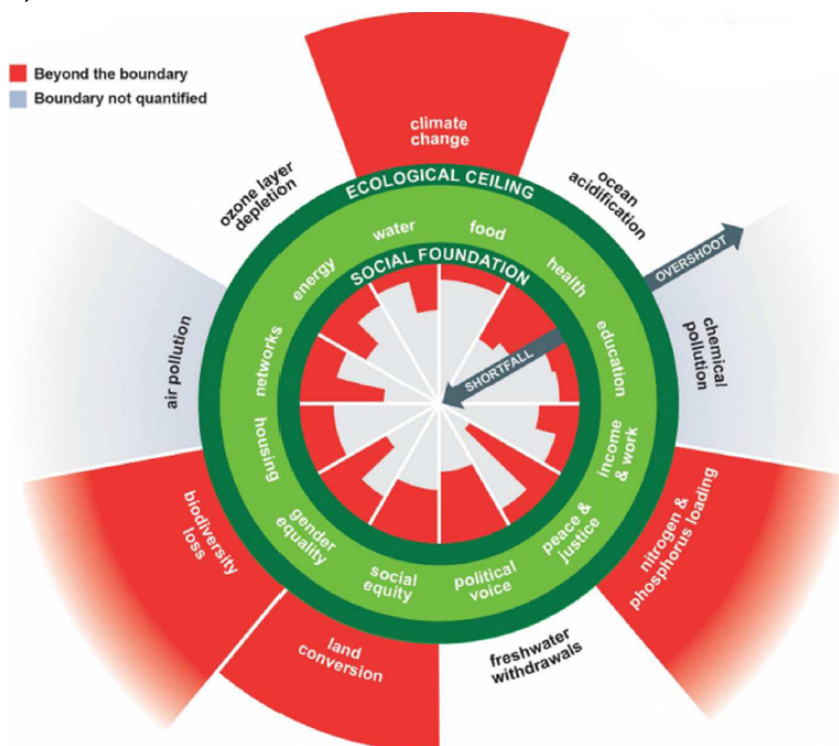 Beyond the boundary
Boundary not quantified
climate
change
ozone layer
depletion
ocean
acidification
ECOLOGICAL CEILING
OVERSHOOT
water
food
energy
health
SOCIAL FOUNDATION
networks
education
SHORTFALL
air pollution
chemical
pollution
housing
income
& work
gender
equality
peace &
justice
social
equity
political
voice
biodiversity
loss
nitrogen &
phosphorus loading
land
conversion
freshwater
withdrawals